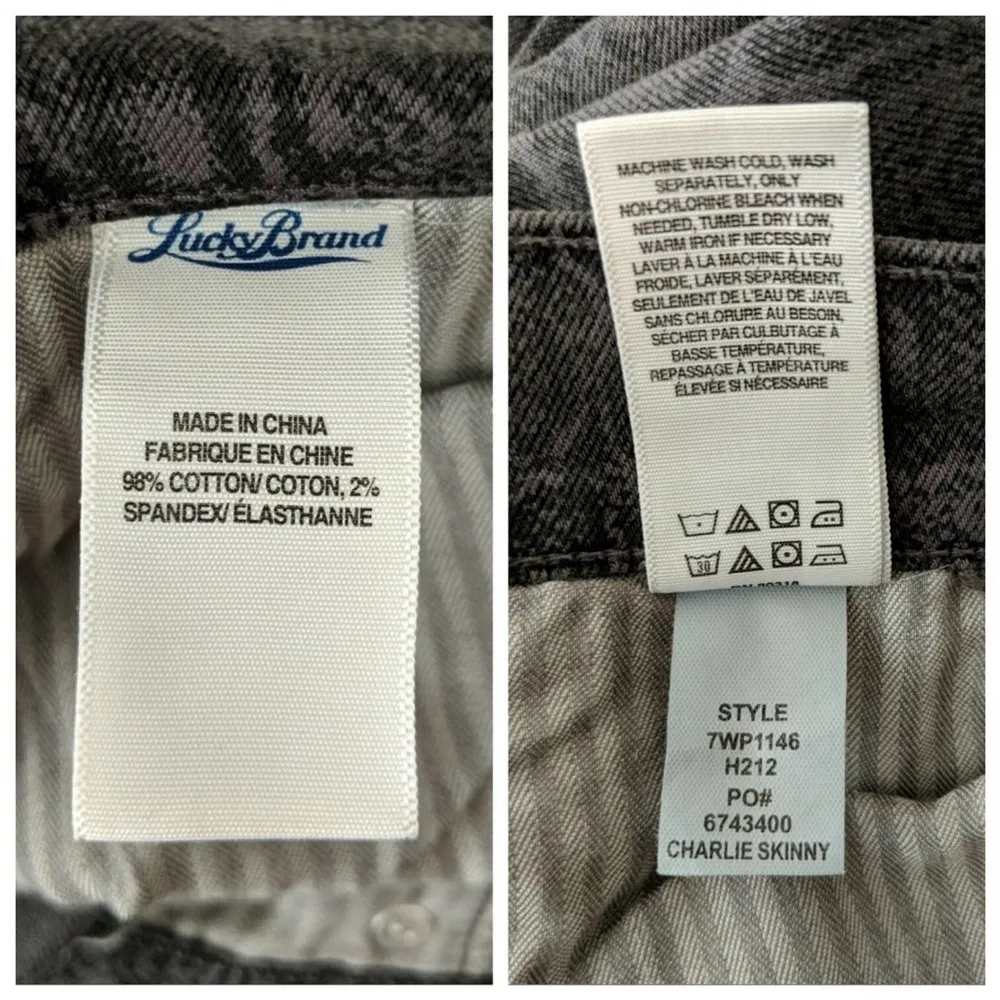 Lucky Brand
MADE IN CHINA
FABRIQUE EN CHINE
98% COTTON/ COTON, 2%
SPANDEX/ ÉLASTHANNE
MACHINE WASH COLD, WASH
SEPARATELY, ONLY
NON-CHLORINE BLEACH WHEN
NEEDED, TUMBLE DRY LOW,
WARM IRON IF NECESSARY
LAVER À LA MACHINE À L'EAU
FROIDE, LAVER SÉPARÉMENT,
SEULEMENT DE L'EAU DE JAVEL
SANS CHLORURE AU BESOIN,
SÉCHER PAR CULBUTAGE À
BASSE TEMPÉRATURE,
REPASSAGE À TEMPÉRATURE
ÉLEVÉE SI NÉCESSAIRE
30
STYLE
7WP1146
H212
PO#
6743400
CHARLIE SKINNY